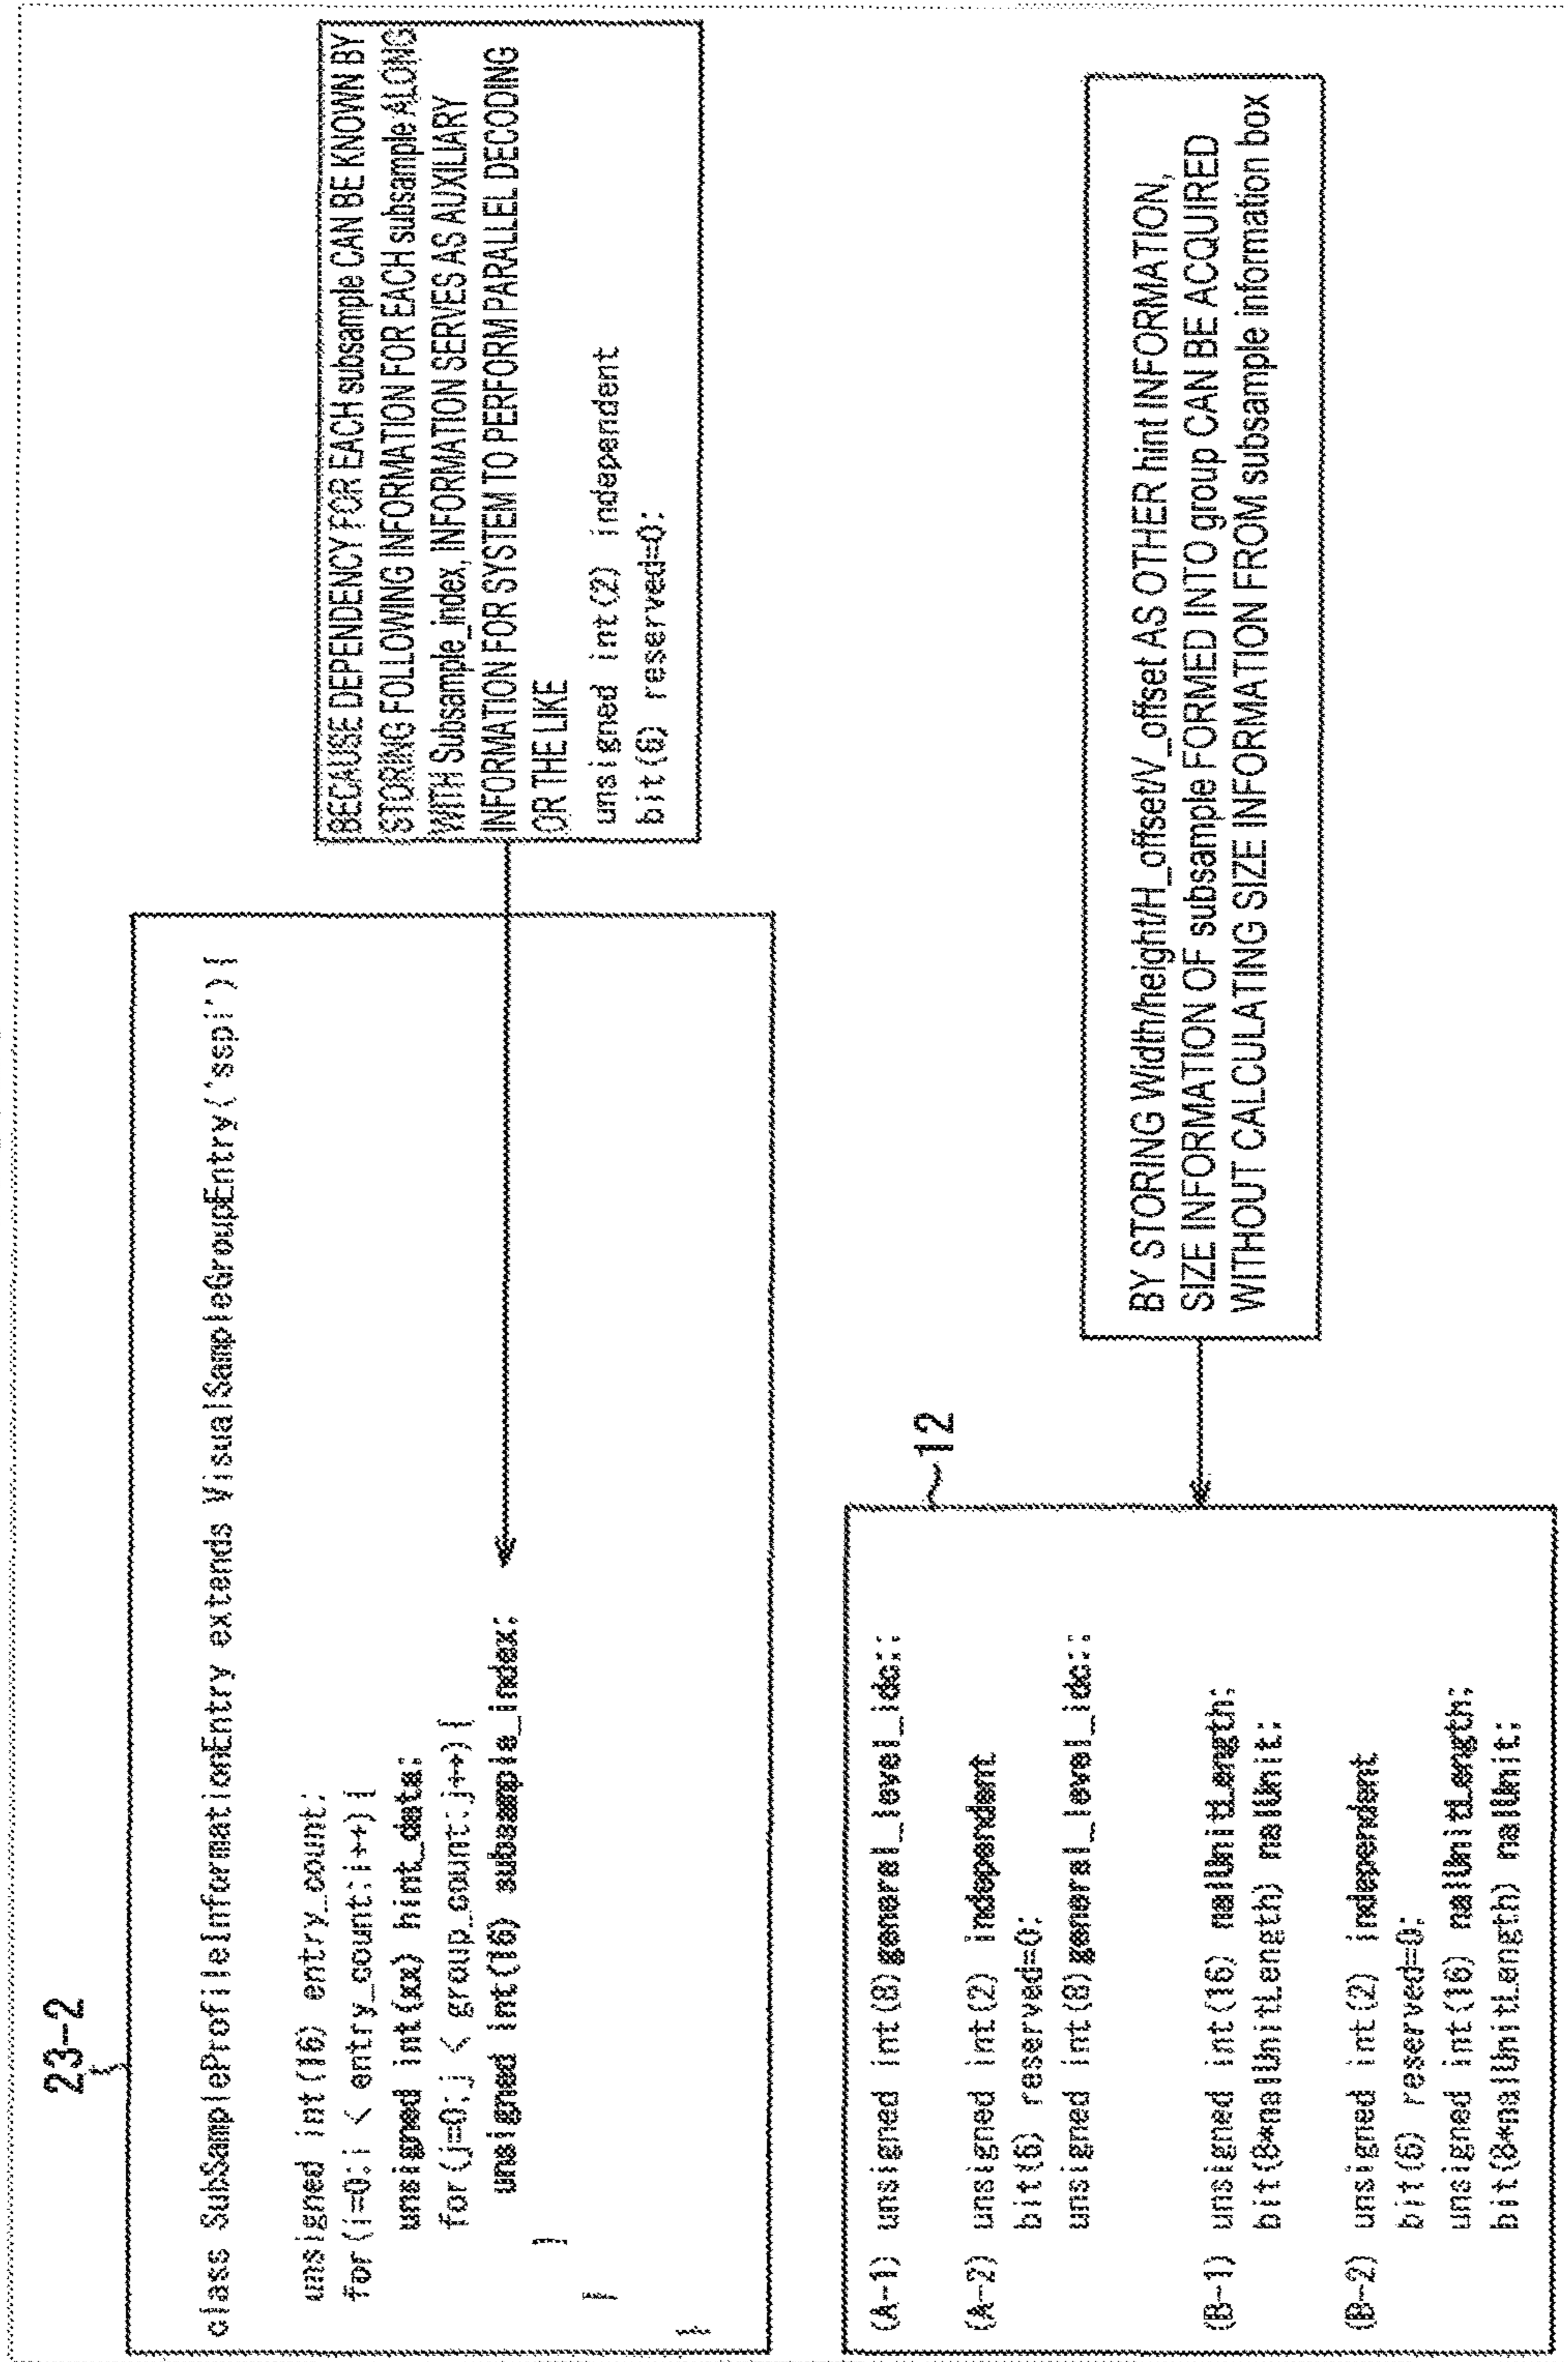 23-2
class SubSampleProfileInformationEntry extends VisualSampleGroupEntry('sspi'){
unsigned int(16) entry_count;
for(i=0;i < entry_count;i++){
unsigned int(xx) hint_data;
for(j=0;j < group_count;j++){
unsigned int(16) subsample_index;
}
}
}
BECAUSE DEPENDENCY FOR EACH subsample CAN BE KNOWN BY
STORING FOLLOWING INFORMATION FOR EACH subsample ALONG
WITH Subsample_index, INFORMATION SERVES AS AUXILIARY
INFORMATION FOR SYSTEM TO PERFORM PARALLEL DECODING
OR THE LIKE
unsigned int(2) independent
bit(6) reserved=0;
12
(A-1) unsigned int(8)general_level_idc;;
(A-2) unsigned int(2) independent
bit(6) reserved=0;
unsigned int(8)general_level_idc;;
(B-1) unsigned int(16) nalUnitLength;
bit(8*nalUnitLength) nalUnit;
(B-2) unsigned int(2) independent
bit(6) reserved=0;
unsigned int(16) nalUnitLength;
bit(8*nalUnitLength) nalUnit;
BY STORING Width/height/H_offset/V_offset AS OTHER hint INFORMATION,
SIZE INFORMATION OF subsample FORMED INTO group CAN BE ACQUIRED
WITHOUT CALCULATING SIZE INFORMATION FROM subsample information box